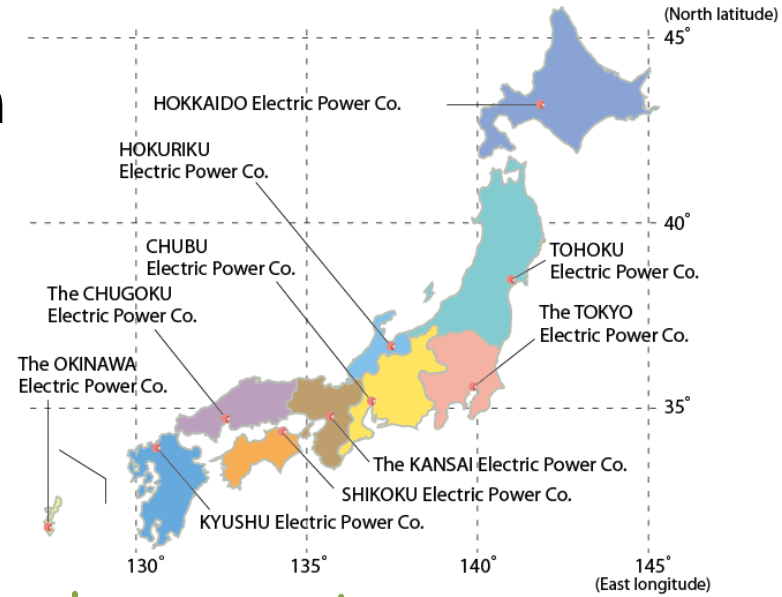 (North latitude)
45°
HOKKAIDO Electric Power Co.
HOKURIKU
Electric Power Co.
40°
CHUBU
Electric Power Co.
TOHOKU
Electric Power Co.
The CHUGOKU
Electric Power Co.
The TOKYO
Electric Power Co.
The OKINAWA
Electric Power Co.
35°
The KANSAI Electric Power Co.
SHIKOKU Electric Power Co.
KYUSHU Electric Power Co.
130°
135°
140°
145°
(East longitude)